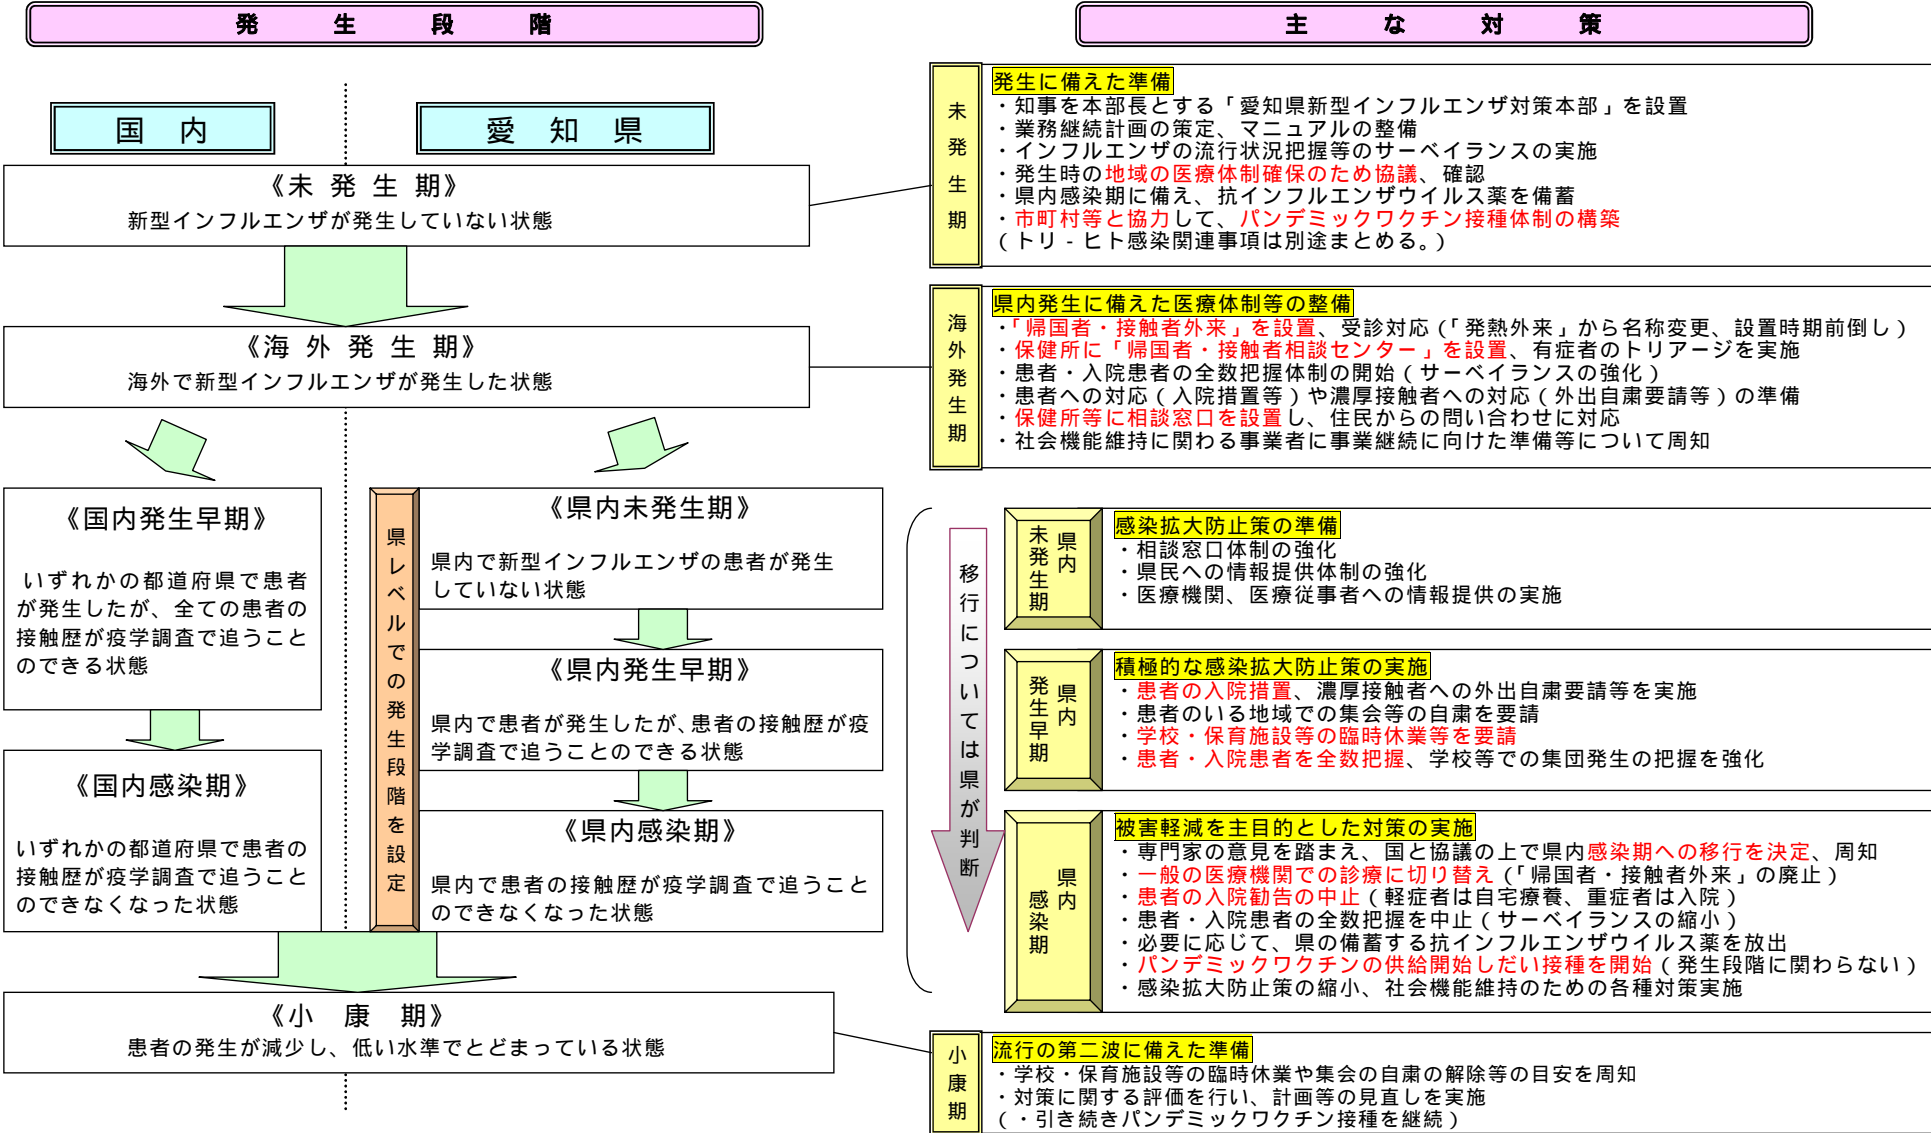 発生段階
主な対策
国内
愛知県
《未発生期》
新型インフルエンザが発生していない状態
《海外発生期》
海外で新型インフルエンザが発生した状態
《国内発生早期》
いずれかの都道府県で患者
が発生したが、全ての患者の
接触歴が疫学調査で追うこと
のできる状態
《国内感染期》
いずれかの都道府県で患者の
接触歴が疫学調査で追うこと
のできなくなった状態
県レベルでの発生段階を設定
《県内未発生期》
県内で新型インフルエンザの患者が発生
していない状態
《県内発生早期》
県内で患者が発生したが、患者の接触歴が疫
学調査で追うことのできる状態
《県内感染期》
県内で患者の接触歴が疫学調査で追うこと
のできなくなった状態
《小康期》
患者の発生が減少し、低い水準でとどまっている状態
未発生期
発生に備えた準備
・知事を本部長とする「愛知県新型インフルエンザ対策本部」を設置
・業務継続計画の策定、マニュアルの整備
・インフルエンザの流行状況把握等のサーベイランスの実施
・発生時の地域の医療体制確保のため協議、確認
・県内感染期に備え、抗インフルエンザウイルス薬を備蓄
・市町村等と協力して、パンデミックワクチン接種体制の構築
(トリ-ヒト感染関連事項は別途まとめる。)
海外発生期
県内発生に備えた医療体制等の整備
・「帰国者・接触者外来」を設置、受診対応(「発熱外来」から名称変更、設置時期前倒し)
・保健所に「帰国者・接触者相談センター」を設置、有症者のトリアージを実施
・患者・入院患者の全数把握体制の開始(サーベイランスの強化)
・患者への対応(入院措置等)や濃厚接触者への対応(外出自粛要請等)の準備
・保健所等に相談窓口を設置し、住民からの問い合わせに対応
・社会機能維持に関わる事業者に事業継続に向けた準備等について周知
移行については県が判断
県内
未発生期
感染拡大防止策の準備
・相談窓口体制の強化
・県民への情報提供体制の強化
・医療機関、医療従事者への情報提供の実施
県内
発生早期
積極的な感染拡大防止策の実施
・患者の入院措置、濃厚接触者への外出自粛要請等を実施
・患者のいる地域での集会等の自粛を要請
・学校・保育施設等の臨時休業等を要請
・患者・入院患者を全数把握、学校等での集団発生の把握を強化
県内
感染期
被害軽減を主目的とした対策の実施
・専門家の意見を踏まえ、国と協議の上で県内感染期への移行を決定、周知
・一般の医療機関での診療に切り替え(「帰国者・接触者外来」の廃止)
・患者の入院勧告の中止(軽症者は自宅療養、重症者は入院)
・患者・入院患者の全数把握を中止(サーベイランスの縮小)
・必要に応じて、県の備蓄する抗インフルエンザウイルス薬を放出
・パンデミックワクチンの供給開始しだい接種を開始(発生段階に関わらない)
・感染拡大防止策の縮小、社会機能維持のための各種対策実施
小康期
流行の第二波に備えた準備
・学校・保育施設等の臨時休業や集会の自粛の解除等の目安を周知
・対策に関する評価を行い、計画等の見直しを実施
(・引き続きパンデミックワクチン接種を継続)